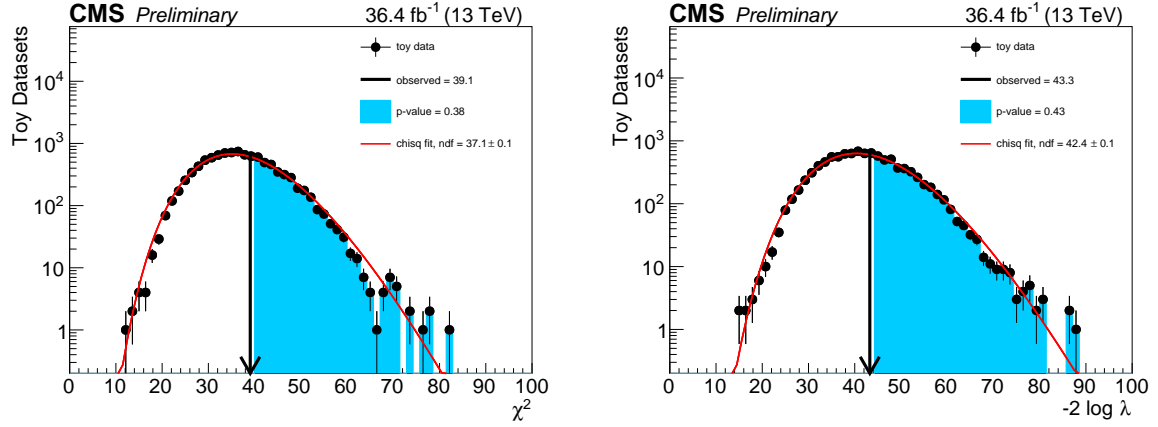 CMS Preliminary 36.4 fb⁻¹ (13 TeV)
Toy Datasets
10⁴
10³
10²
10
1
toy data
observed = 39.1
p-value = 0.38
chisq fit, ndf = 37.1± 0.1
0 10 20 30 40 50 60 70 80 90 100
χ²
CMS Preliminary 36.4 fb⁻¹ (13 TeV)
Toy Datasets
10⁴
10³
10²
10
1
toy data
observed = 43.3
p-value = 0.43
chisq fit, ndf = 42.4 ± 0.1
0 10 20 30 40 50 60 70 80 90 100
-2 log λ